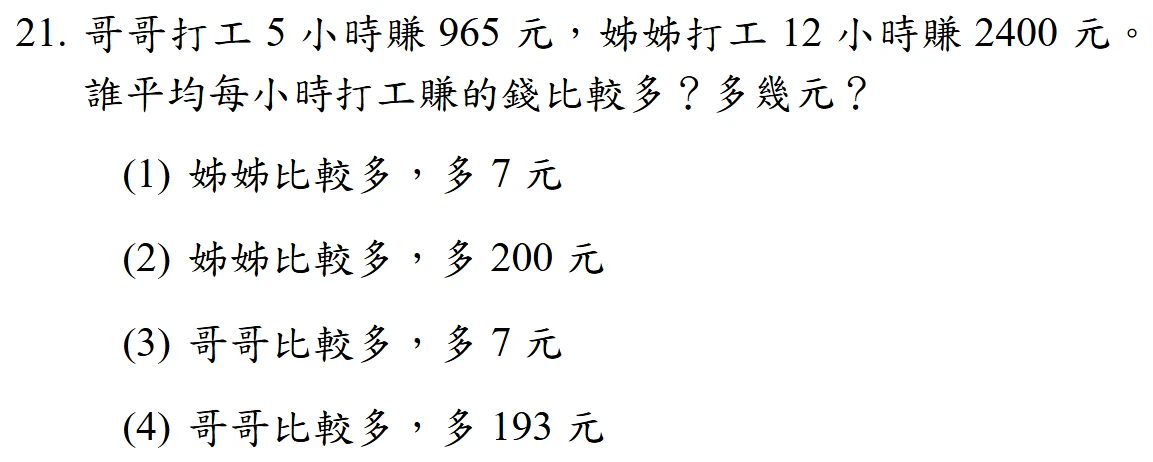 21. 哥哥打工 5 小時賺 965 元，姊姊打工 12 小時賺 2400 元。
誰平均每小時打工賺的錢比較多？多幾元？
(1) 姊姊比較多，多 7 元
(2) 姊姊比較多，多 200 元
(3) 哥哥比較多，多 7 元
(4) 哥哥比較多，多 193 元